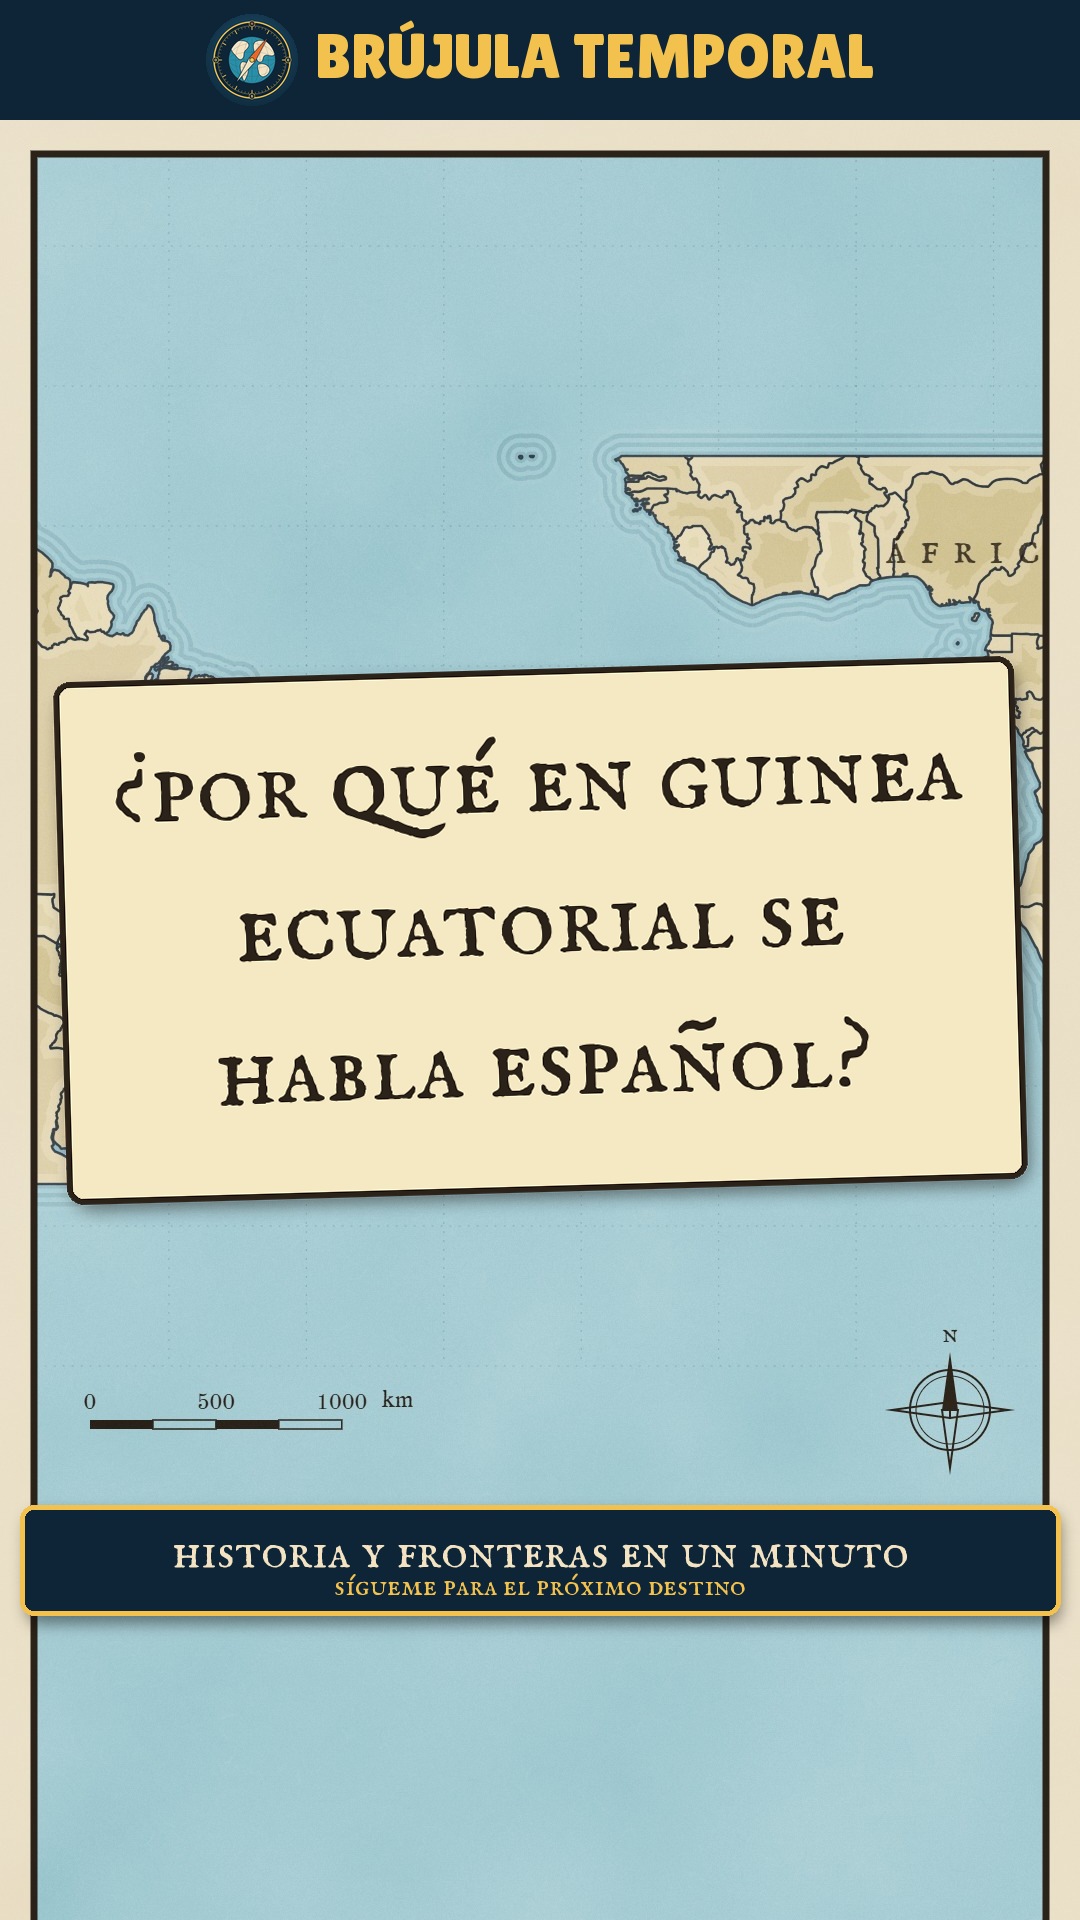 BRÚJULA TEMPORAL
AFRIC
¿POR QUÉ EN GUINEA
ECUATORIAL SE
HABLA ESPAÑOL?
N
0 500 1000 km
HISTORIA Y FRONTERAS EN UN MINUTO
SÍGUEME PARA EL PRÓXIMO DESTINO